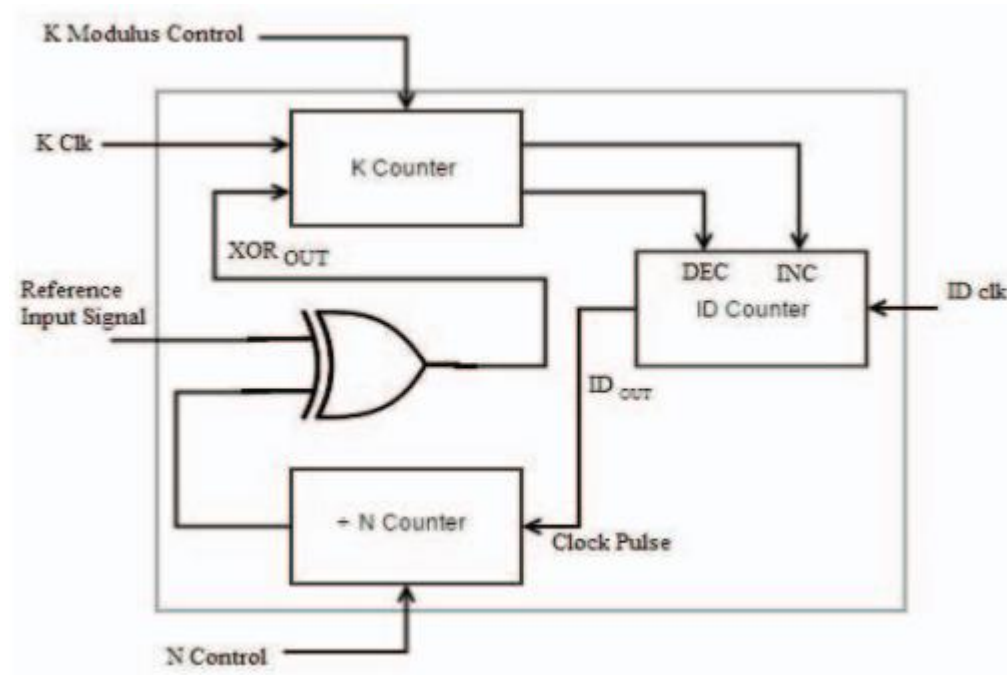 K Modulus Control
K Clk
K Counter
XOR OUT
DEC INC
Reference
Input Signal
ID Counter
ID clk
ID OUT
÷ N Counter
Clock Pulse
N Control